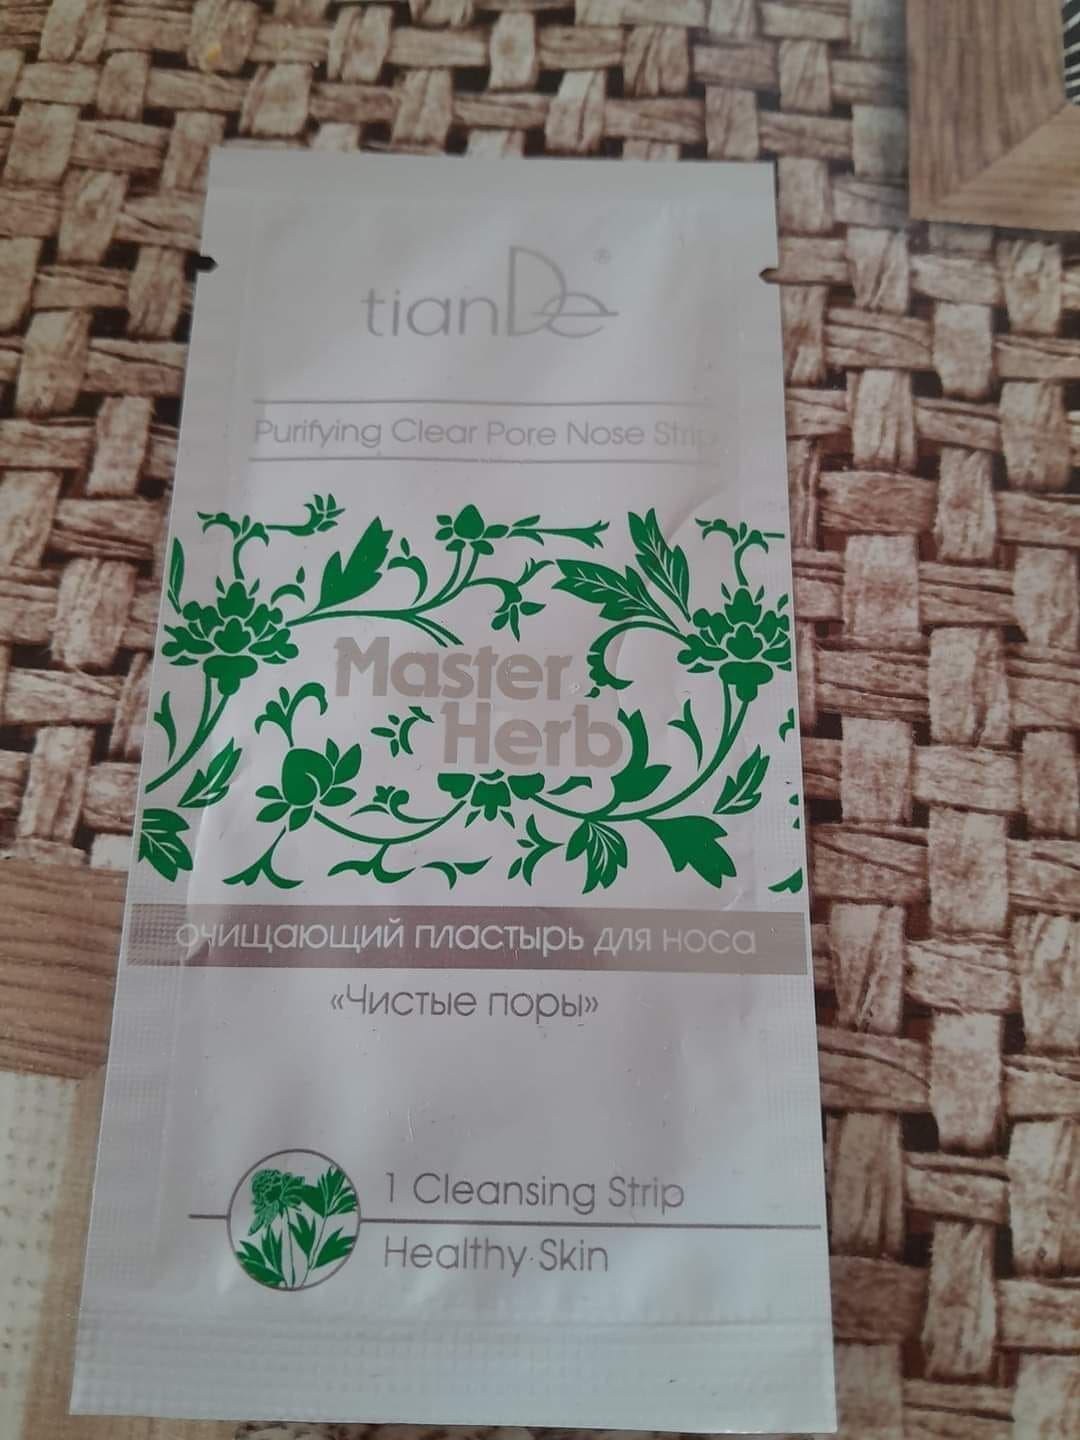 tianDe®
Purifying Clear Pore Nose Strip
Master
Herb
очищающий пластырь для носа
«Чистые поры»
1 Cleansing Strip
Healthy Skin